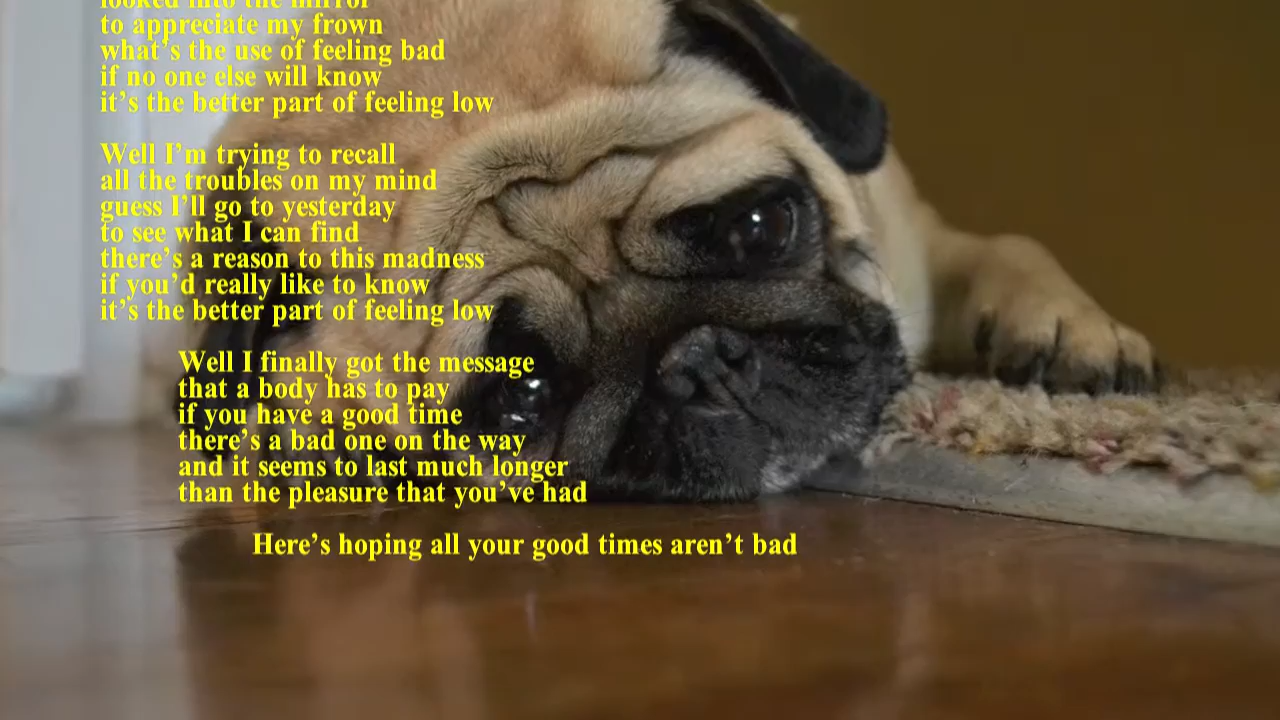 looked into the mirror
to appreciate my frown
what's the use of feeling bad
if no one else will know
it's the better part of feeling low
Well I'm trying to recall
all the troubles on my mind
guess I'll go to yesterday
to see what I can find
there's a reason to this madness
if you'd really like to know
it's the better part of feeling low
Well I finally got the message
that a body has to pay
if you have a good time
there's a bad one on the way
and it seems to last much longer
than the pleasure that you've had
Here's hoping all your good times aren't bad